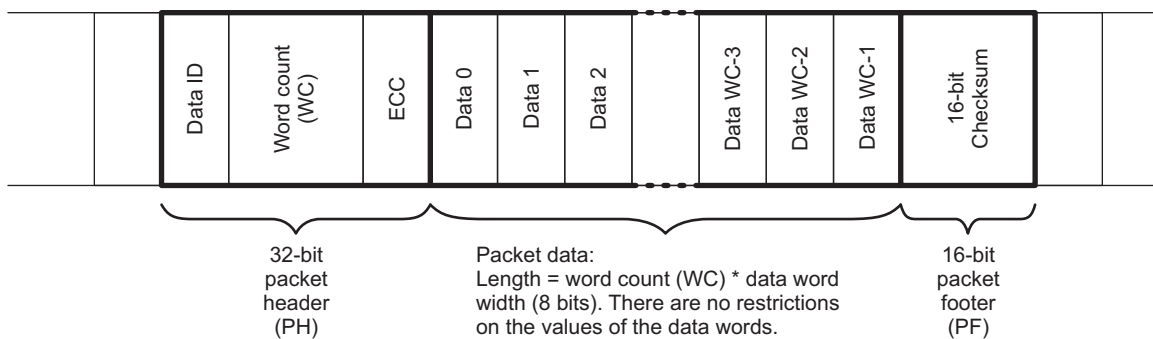 Data ID
Word count
(WC)
ECC
Data 0
Data 1
Data 2
Data WC-3
Data WC-2
Data WC-1
16-bit
Checksum
32-bit
packet
header
(PH)
Packet data:
Length = word count (WC) * data word
width (8 bits). There are no restrictions
on the values of the data words.
16-bit
packet
footer
(PF)